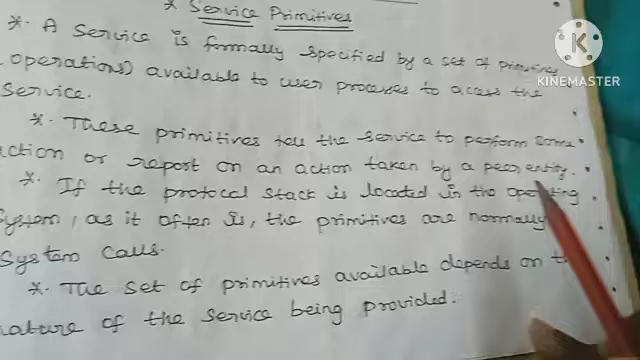 * Service Primitives
* A service is formally specified by a set of primitives
(operations) available to user processes to access the
service.
* These primitives tell the service to perform some
action or report on an action taken by a peer entity.
* If the protocol stack is located in the operating
system, as it often is, the primitives are normally
System calls.
* The set of primitives available depends on
nature of the service being provided.
KINEMASTER